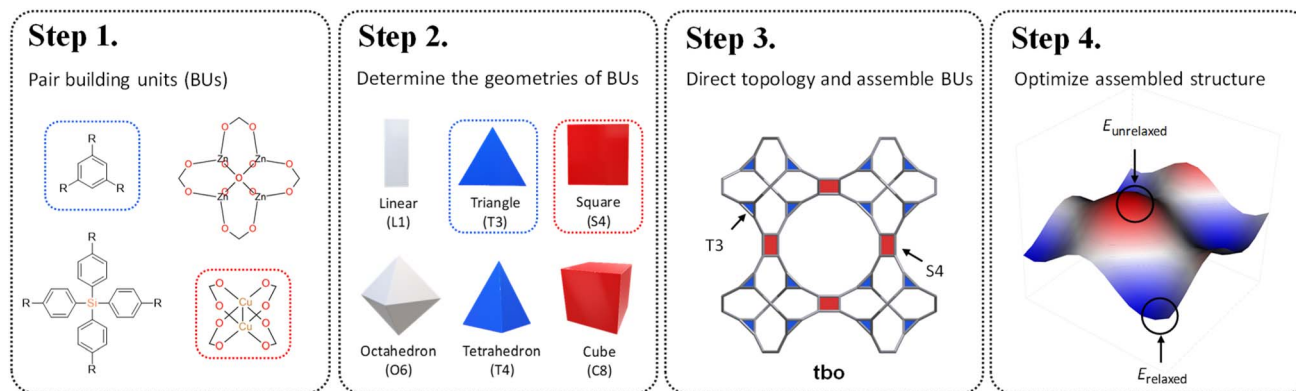 Step 1.
Pair building units (BUs)
R
R
R
O
O
O
O
O
O
O
O
O
O
O
O
O
Zn
Zn
Zn
Zn
R
R
Si
R
R
O
O
O
O
O
O
O
O
Cu
Cu
Step 2.
Determine the geometries of BUs
Linear
(L1)
Triangle
(T3)
Square
(S4)
Octahedron
(O6)
Tetrahedron
(T4)
Cube
(C8)
Step 3.
Direct topology and assemble BUs
T3
S4
tbo
Step 4.
Optimize assembled structure
Eunrelaxed
Erelaxed